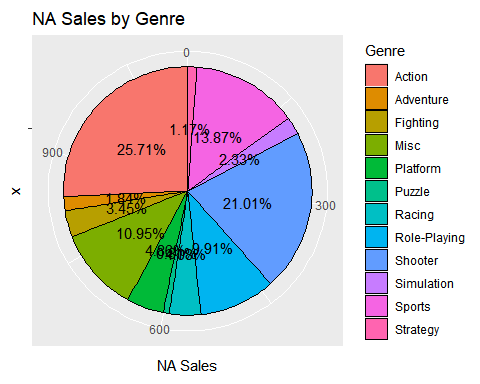 NA Sales by Genre
0
300
600
900
x
NA Sales
1.17%
13.87%
2.33%
21.01%
9.91%
10.95%
3.45%
1.84%
25.71%
Genre
Action
Adventure
Fighting
Misc
Platform
Puzzle
Racing
Role-Playing
Shooter
Simulation
Sports
Strategy